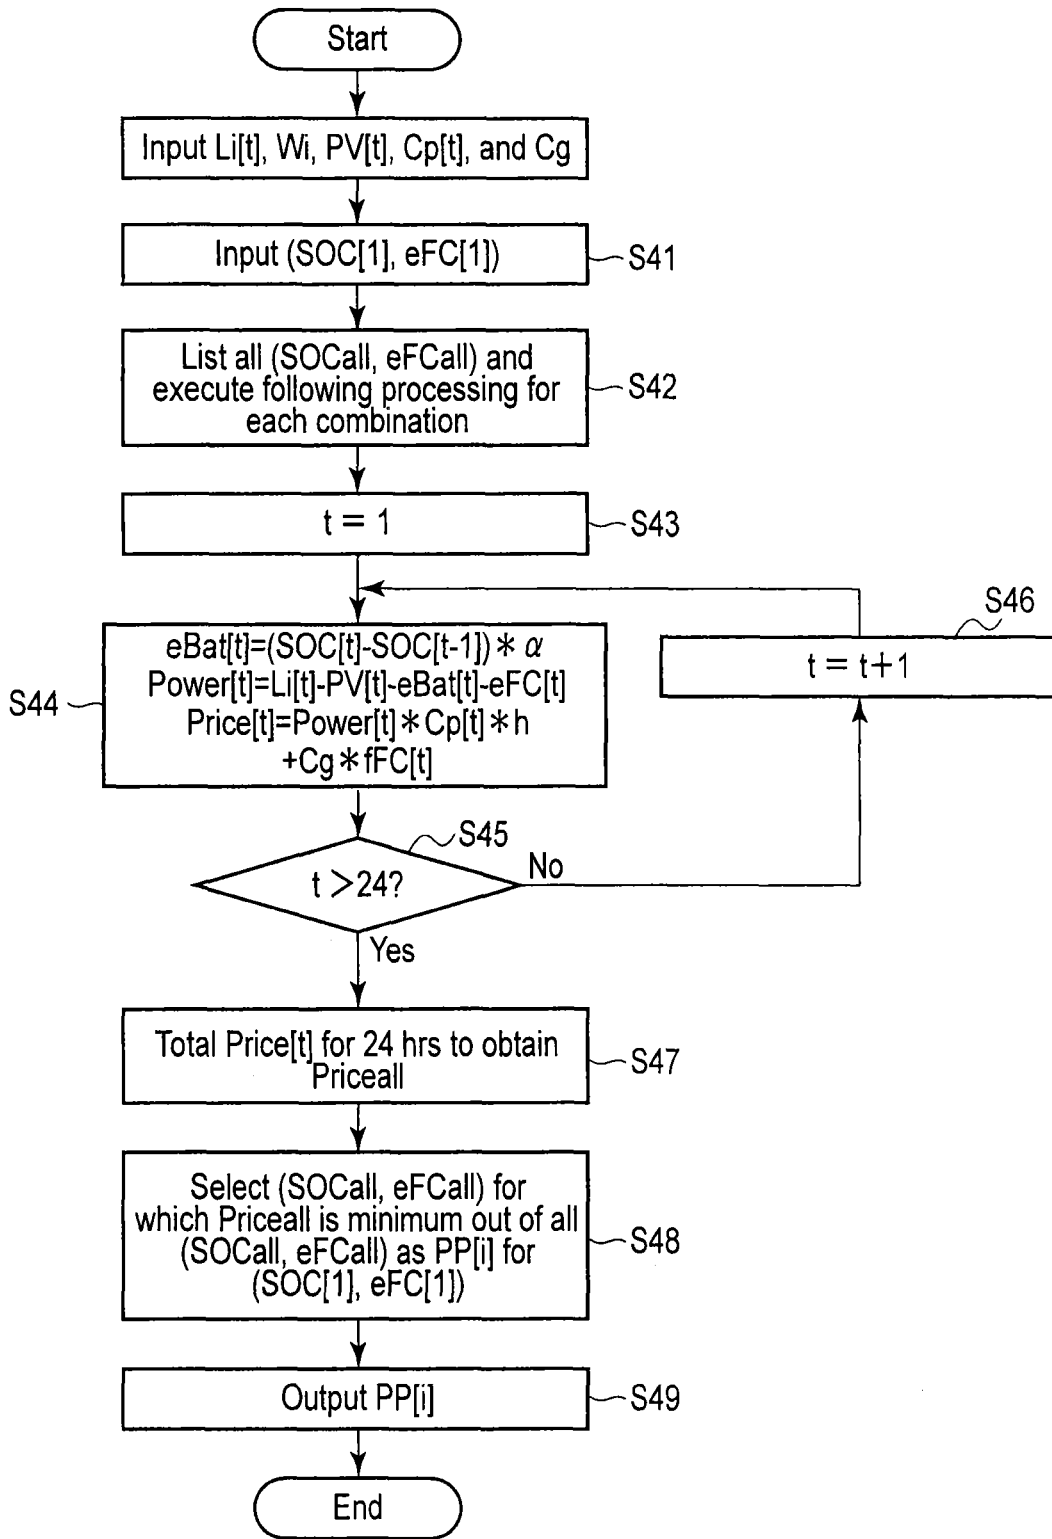 Start
Input Li[t], Wi, PV[t], Cp[t], and Cg
Input (SOC[1], eFC[1])
S41
List all (SOCall, eFCall) and
execute following processing for
each combination
S42
t = 1
S43
S46
t = t+1
eBat[t]=(SOC[t]-SOC[t-1])*α
Power[t]=Li[t]-PV[t]-eBat[t]-eFC[t]
Price[t]=Power[t]*Cp[t]*h
+Cg*fFC[t]
S44
S45
t >24?
No
Yes
Total Price[t] for 24 hrs to obtain
Priceall
S47
Select (SOCall, eFCall) for
which Priceall is minimum out of all
(SOCall, eFCall) as PP[i] for
(SOC[1], eFC[1])
S48
Output PP[i]
S49
End